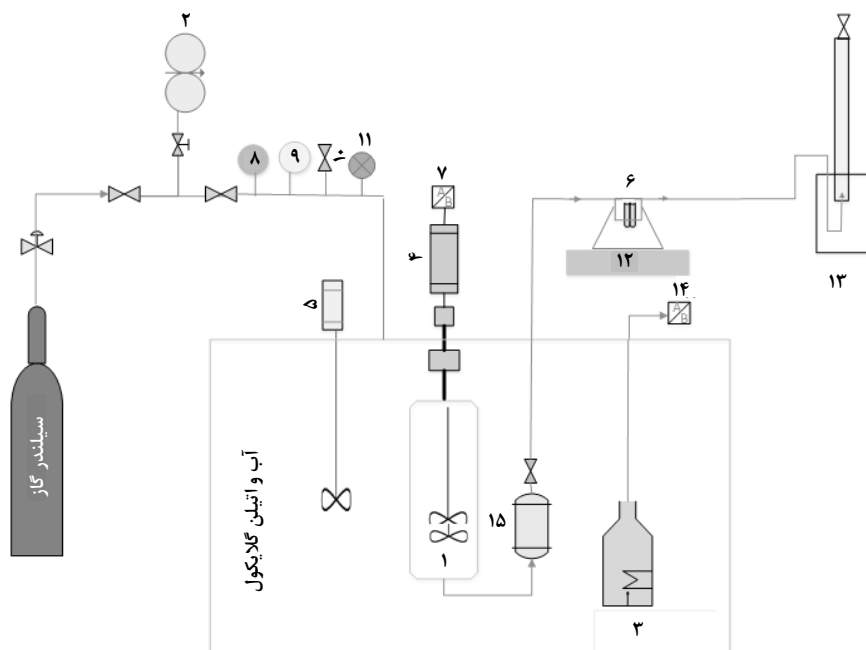 ۲
۸
۹
۱۰
۱۱
۷
A
B
۶
۴
۵
۱۲
۱۳
۱۴
A
B
سیلندر گاز
آب و اتیلن گلایکول
۱۵
۱
۳